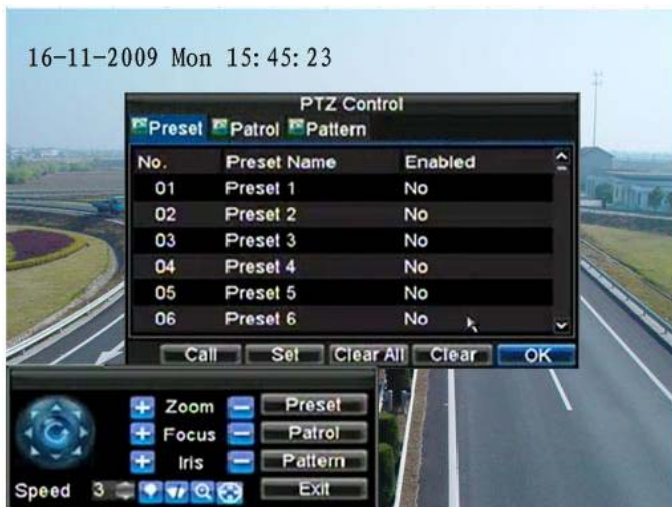 16-11-2009 Mon 15:45:23
PTZ Control
Preset Patrol Pattern
No. Preset Name Enabled
01 Preset 1 No
02 Preset 2 No
03 Preset 3 No
04 Preset 4 No
05 Preset 5 No
06 Preset 6 No
Call Set Clear All Clear OK
Zoom Preset
Focus Patrol
Iris Pattern
Speed 3 Exit